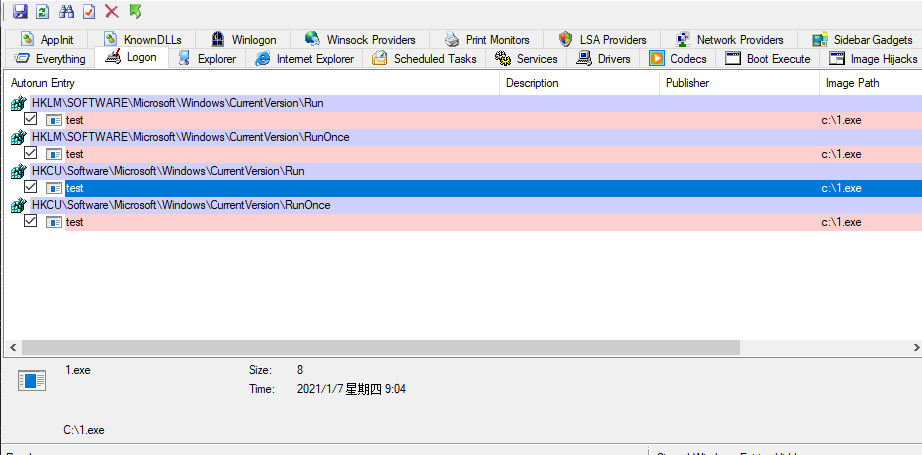 AppInit KnownDLLs Winlogon Winsock Providers Print Monitors LSA Providers Network Providers Sidebar Gadgets
Everything Logon Explorer Internet Explorer Scheduled Tasks Services Drivers Codecs Boot Execute Image Hijacks
Autorun Entry Description Publisher Image Path
HKLM\SOFTWARE\Microsoft\Windows\CurrentVersion\Run
test c:\1.exe
HKLM\SOFTWARE\Microsoft\Windows\CurrentVersion\RunOnce
test c:\1.exe
HKCU\Software\Microsoft\Windows\CurrentVersion\Run
test c:\1.exe
HKCU\Software\Microsoft\Windows\CurrentVersion\RunOnce
test c:\1.exe
1.exe Size: 8
Time: 2021/1/7 星期四 9:04
C:\1.exe